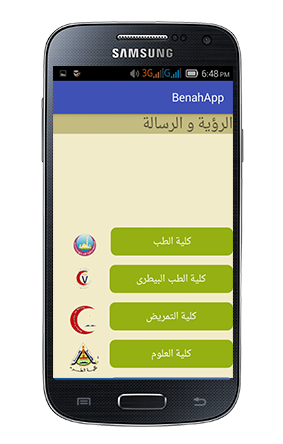 SAMSUNG
3G G 6:48 PM
BenahApp
الرؤية و الرسالة
كلية الطب
كلية الطب البيطرى
كلية التمريض
كلية العلوم